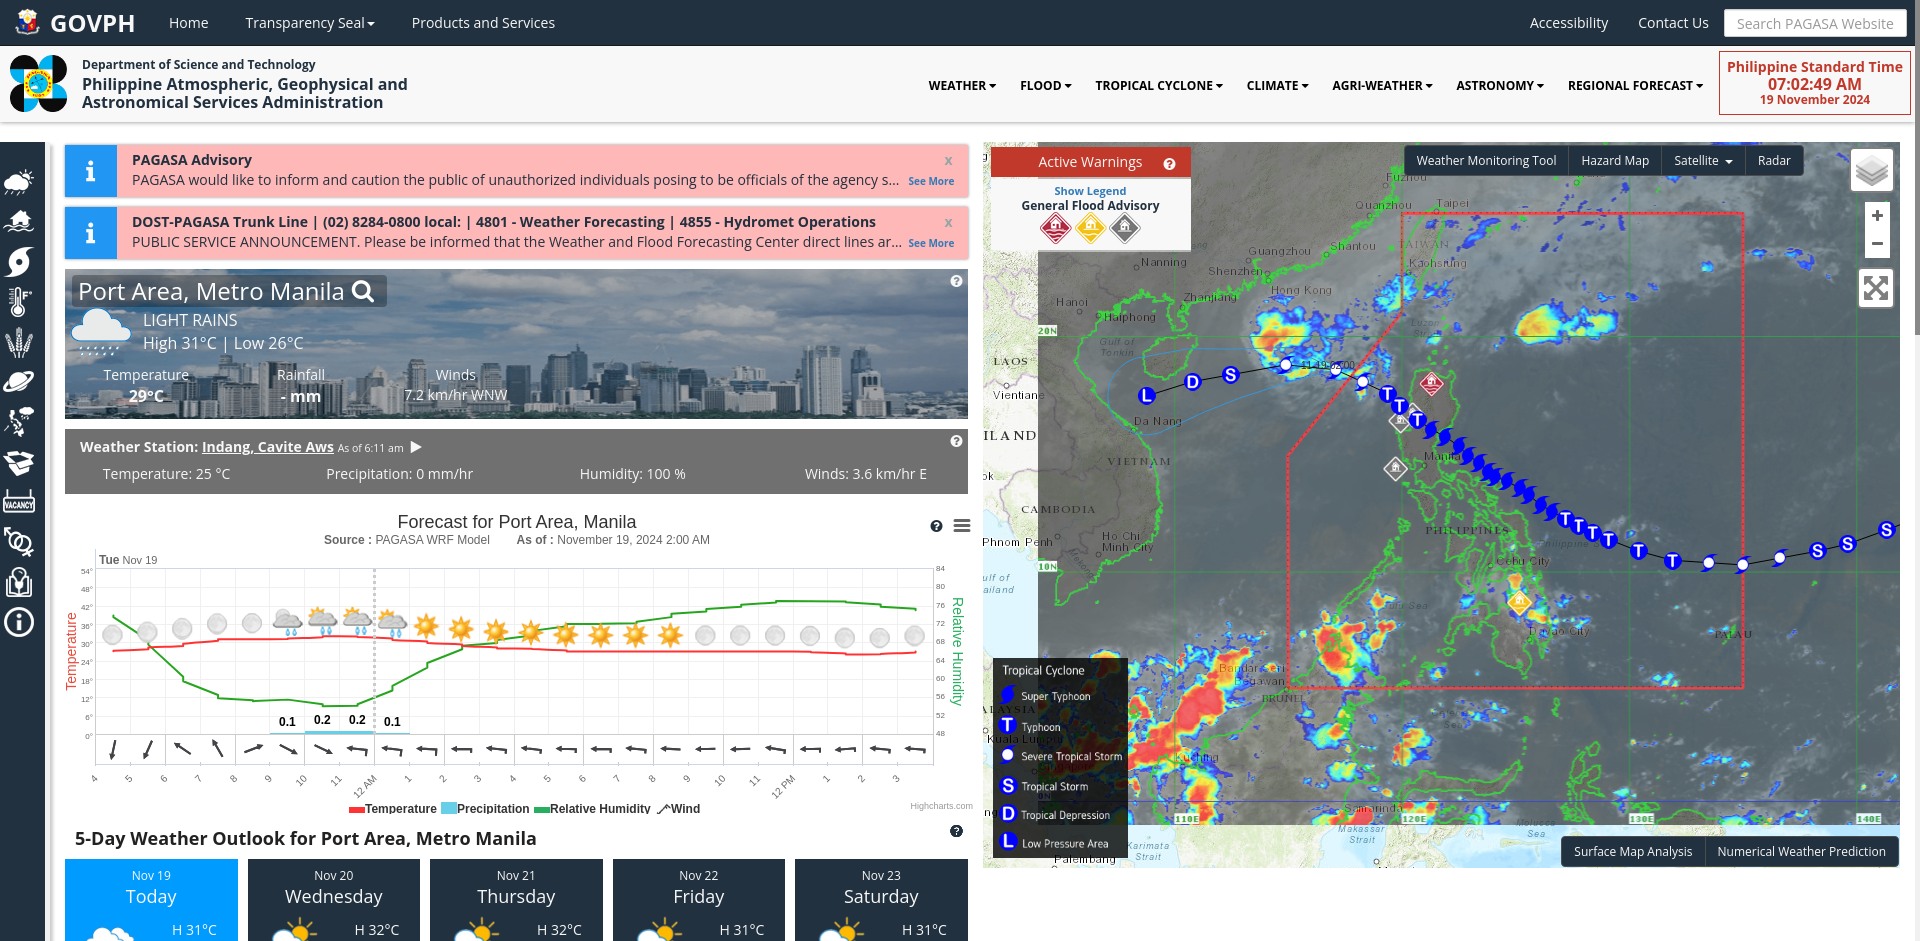 GOVPH
Home
Transparency Seal
Products and Services
Accessibility
Contact Us
Search PAGASA Website
Department of Science and Technology
Philippine Atmospheric, Geophysical and
Astronomical Services Administration
WEATHER
FLOOD
TROPICAL CYCLONE
CLIMATE
AGRI-WEATHER
ASTRONOMY
REGIONAL FORECAST
Philippine Standard Time
07:02:49 AM
19 November 2024
VACANCY
PAGASA Advisory
x
PAGASA would like to inform and caution the public of unauthorized individuals posing to be officials of the agency s...
See More
DOST-PAGASA Trunk Line | (02) 8284-0800 local: | 4801 - Weather Forecasting | 4855 - Hydromet Operations
x
PUBLIC SERVICE ANNOUNCEMENT. Please be informed that the Weather and Flood Forecasting Center direct lines ar...
See More
Port Area, Metro Manila
LIGHT RAINS
High 31°C | Low 26°C
Temperature
29°C
Rainfall
- mm
Winds
7.2 km/hr WNW
Weather Station: Indang, Cavite Aws As of 6:11 am
Temperature: 25 °C
Precipitation: 0 mm/hr
Humidity: 100 %
Winds: 3.6 km/hr E
Forecast for Port Area, Manila
Source : PAGASA WRF Model As of : November 19, 2024 2:00 AM
Tue Nov 19
54°
48°
42°
36°
30°
24°
18°
12°
6°
0°
Temperature
84
80
76
72
68
64
60
56
52
48
Relative Humidity
0.1
0.2
0.2
0.1
4
5
6
7
8
9
10
11
12 AM
1
2
3
4
5
6
7
8
9
10
11
12 PM
1
2
3
Temperature
Precipitation
Relative Humidity
Wind
Highcharts.com
5-Day Weather Outlook for Port Area, Metro Manila
Nov 19
Today
H 31°C
Nov 20
Wednesday
H 32°C
Nov 21
Thursday
H 32°C
Nov 22
Friday
H 31°C
Nov 23
Saturday
H 31°C
Active Warnings
Show Legend
General Flood Advisory
Weather Monitoring Tool
Hazard Map
Satellite
Radar
+
−
Fuzhou
Quanzhou
Taipei
Guangzhou
Shantou
TAIWAN
Nanning
Shenzhen
Kaohsiung
Hong Kong
Hanoi
Zhanjiang
Haiphong
20N
Gulf of
Tonkin
Luzon
LAOS
Vientiane
Da Nang
ILAND
VIETNAM
Manila
CAMBODIA
Phnom Penh
Ho Chi
Minh City
PHILIPPINES
Philippine
Cebu City
10N
ulf of
ailand
Sulu Sea
Davao City
PALAU
Bandar Seri
Begawan
BRUNEI
ALAYSIA
Kuala Lumpur
Kuching
Samarinda
110E
120E
130E
140E
Makassar
Strait
Molucca
Sea
Karimata
Strait
Palembang
L
D
S
T
T
T
T
T
T
T
T
T
S
S
S
Tropical Cyclone
Super Typhoon
T Typhoon
Severe Tropical Storm
S Tropical Storm
D Tropical Depression
L Low Pressure Area
Surface Map Analysis
Numerical Weather Prediction